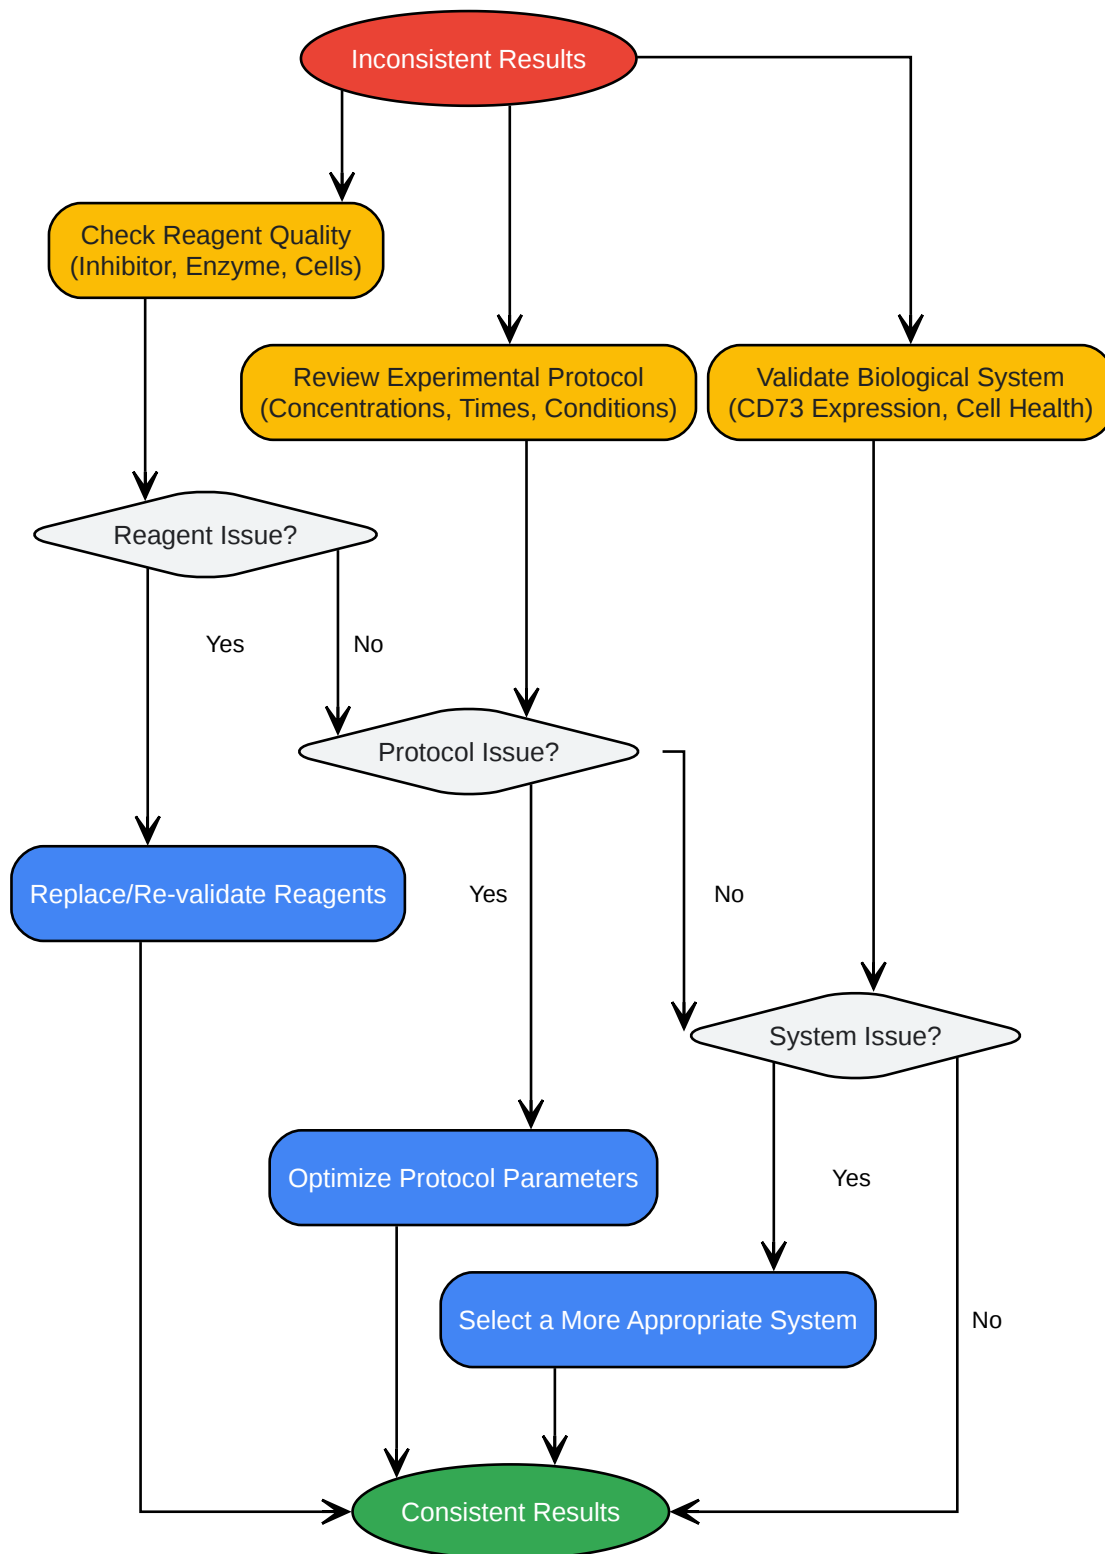 Inconsistent Results
Check Reagent Quality
(Inhibitor, Enzyme, Cells)
Review Experimental Protocol
(Concentrations, Times, Conditions)
Validate Biological System
(CD73 Expression, Cell Health)
Reagent Issue?
Yes
No
Protocol Issue?
Replace/Re-validate Reagents
Yes
No
System Issue?
Optimize Protocol Parameters
Yes
Select a More Appropriate System
No
Consistent Results